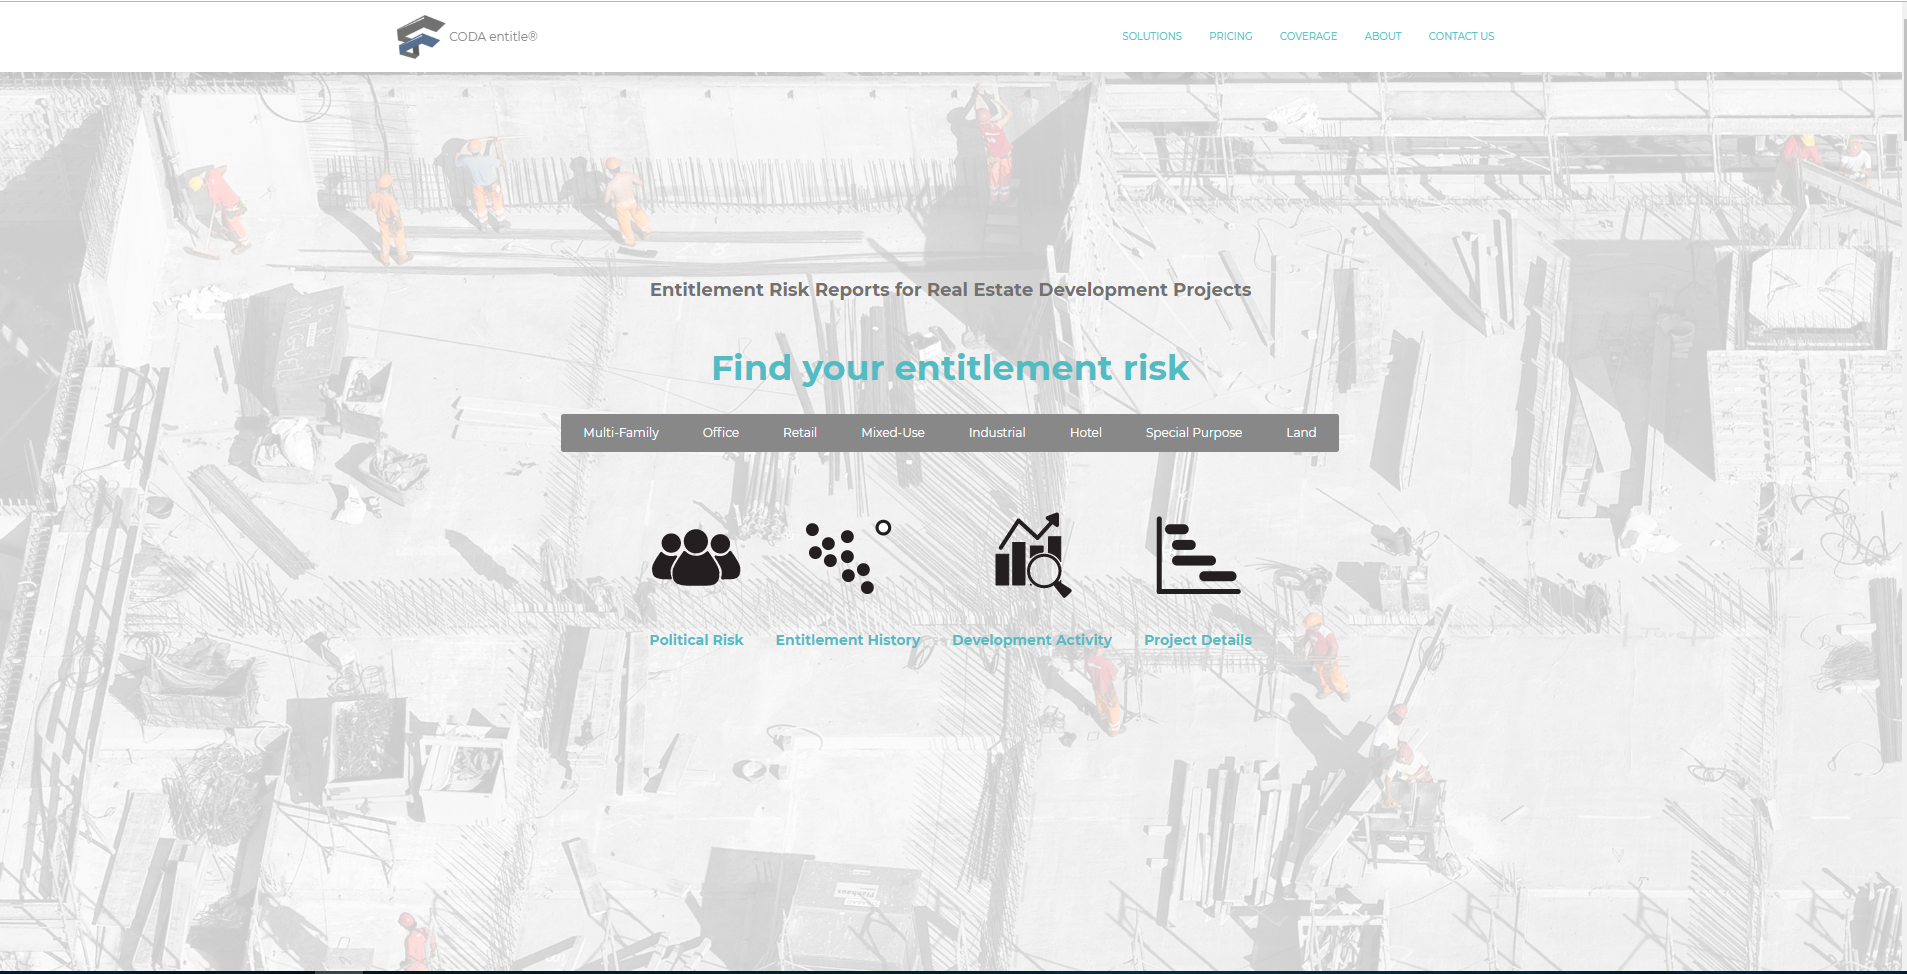 CODA entitle®
SOLUTIONS PRICING COVERAGE ABOUT CONTACT US
Entitlement Risk Reports for Real Estate Development Projects
Find your entitlement risk
Multi-Family Office Retail Mixed-Use Industrial Hotel Special Purpose Land
Political Risk Entitlement History Development Activity Project Details